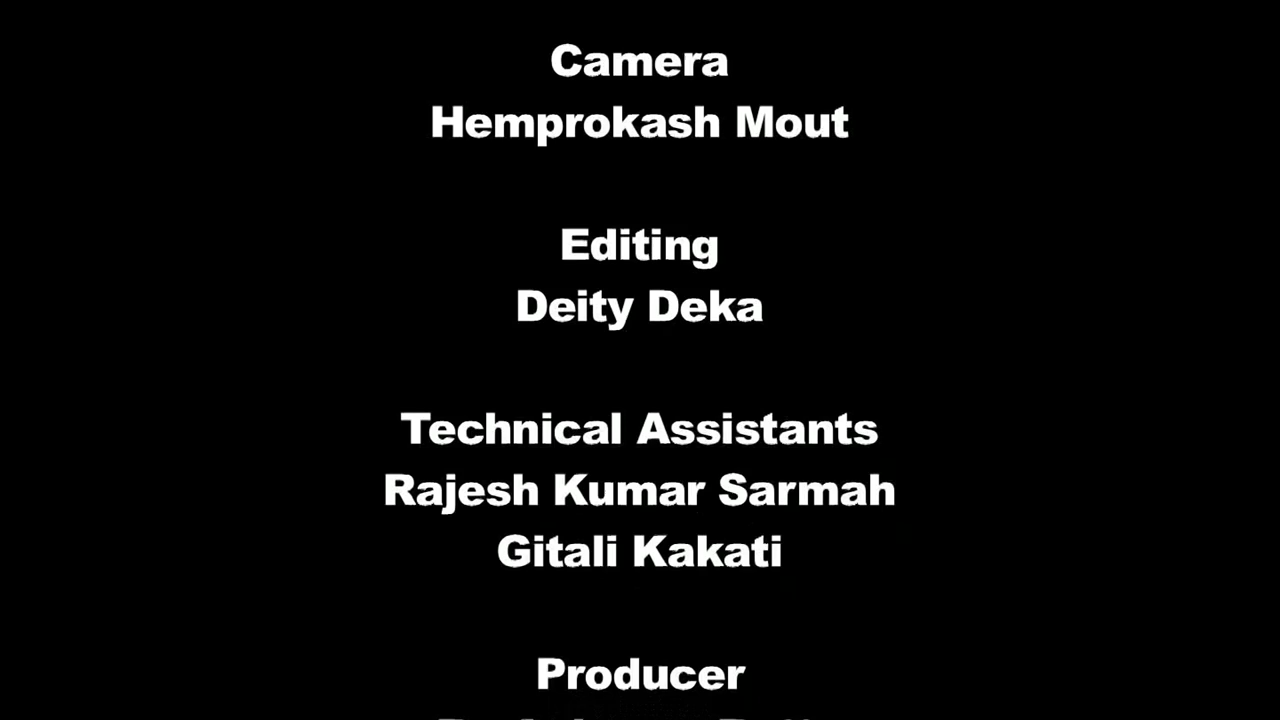 Camera
Hemprokash Mout
Editing
Deity Deka
Technical Assistants
Rajesh Kumar Sarmah
Gitali Kakati
Producer